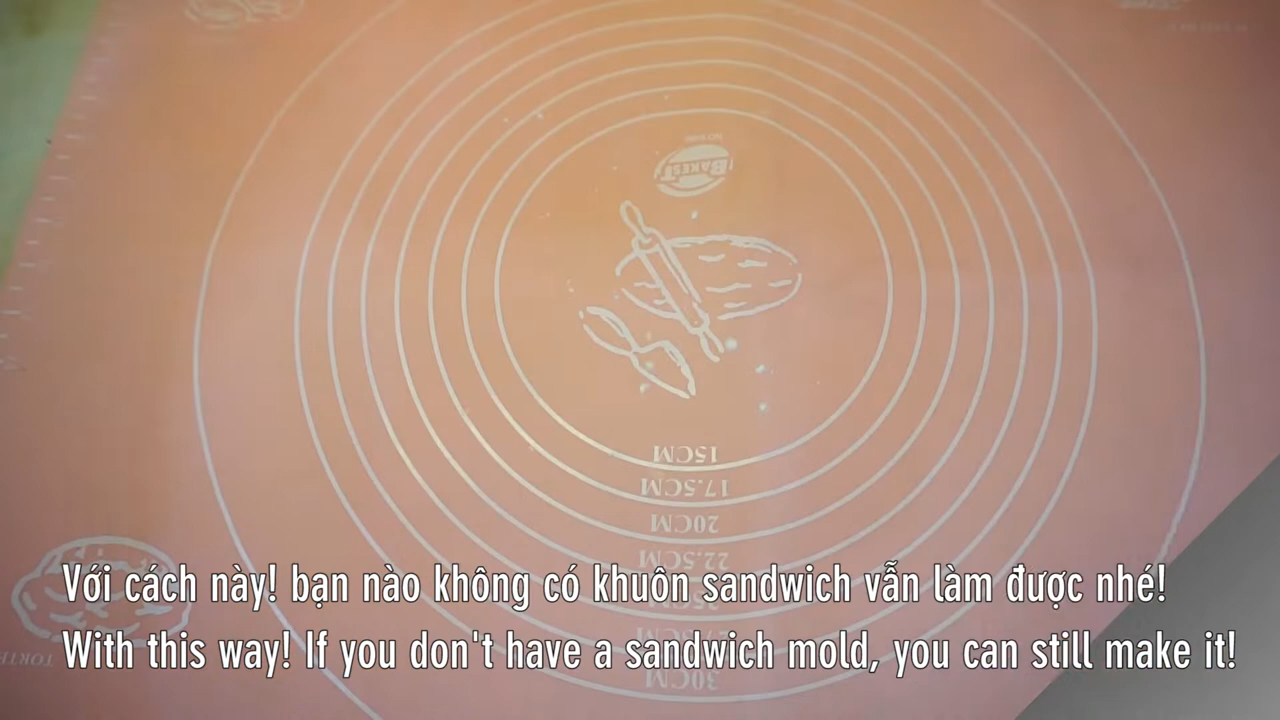 BAKEST
15CM
17.5CM
20CM
22.5CM
Với cách này! bạn nào không có khuôn sandwich vẫn làm được nhé!
With this way! If you don't have a sandwich mold, you can still make it!
30CM